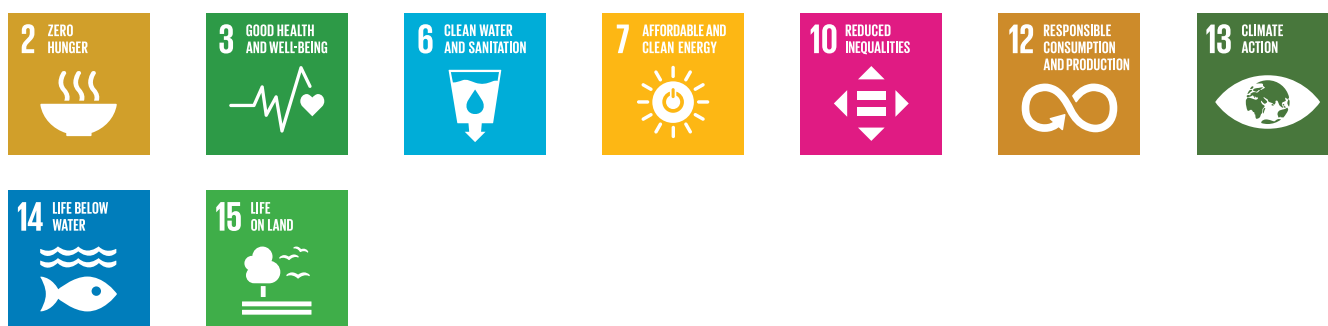 2 ZERO
HUNGER
3 GOOD HEALTH
AND WELL-BEING
6 CLEAN WATER
AND SANITATION
7 AFFORDABLE AND
CLEAN ENERGY
10 REDUCED
INEQUALITIES
12 RESPONSIBLE
CONSUMPTION
AND PRODUCTION
13 CLIMATE
ACTION
14 LIFE BELOW
WATER
15 LIFE
ON LAND